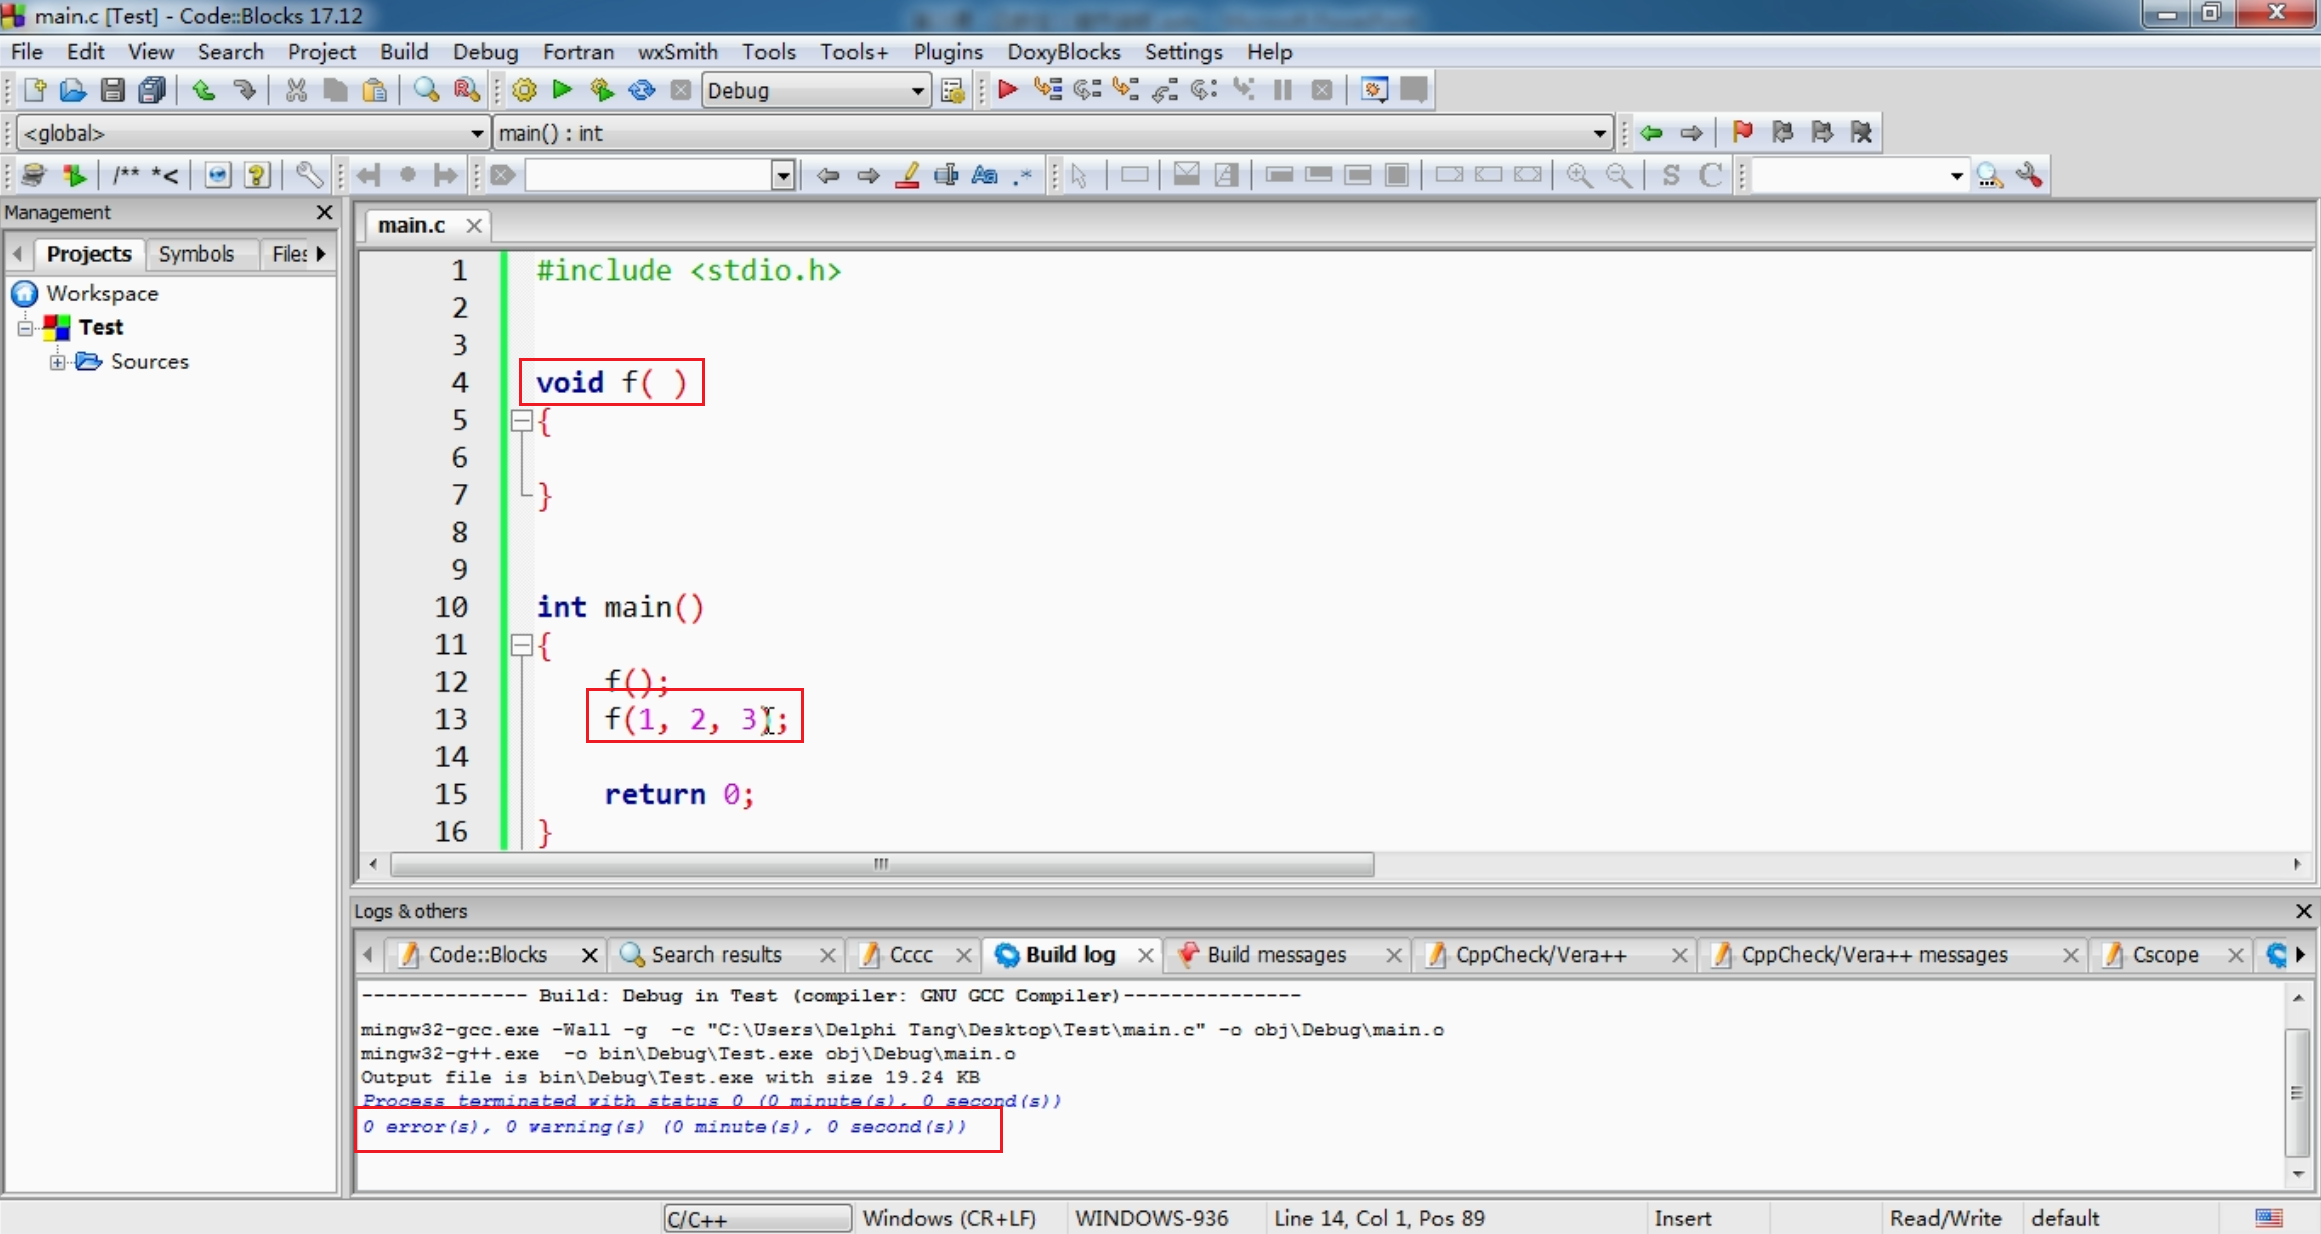 main.c [Test] - Code::Blocks 17.12
File Edit View Search Project Build Debug Fortran wxSmith Tools Tools+ Plugins DoxyBlocks Settings Help
Debug
<global> main() : int
/** *<
S C
Management
Projects Symbols Files
Workspace
Test
Sources
main.c
1 #include <stdio.h>
2
3
4 void f( )
5 {
6
7 }
8
9
10 int main()
11 {
12 f();
13 f(1, 2, 3);
14
15 return 0;
16 }
Logs & others
Code::Blocks Search results Cccc Build log Build messages CppCheck/Vera++ CppCheck/Vera++ messages Cscope
-------------- Build: Debug in Test (compiler: GNU GCC Compiler)---------------
mingw32-gcc.exe -Wall -g  -c "C:\Users\Delphi Tang\Desktop\Test\main.c" -o obj\Debug\main.o
mingw32-g++.exe  -o bin\Debug\Test.exe obj\Debug\main.o
Output file is bin\Debug\Test.exe with size 19.24 KB
Process terminated with status 0 (0 minute(s), 0 second(s))
0 error(s), 0 warning(s) (0 minute(s), 0 second(s))
C/C++ Windows (CR+LF) WINDOWS-936 Line 14, Col 1, Pos 89 Insert Read/Write default